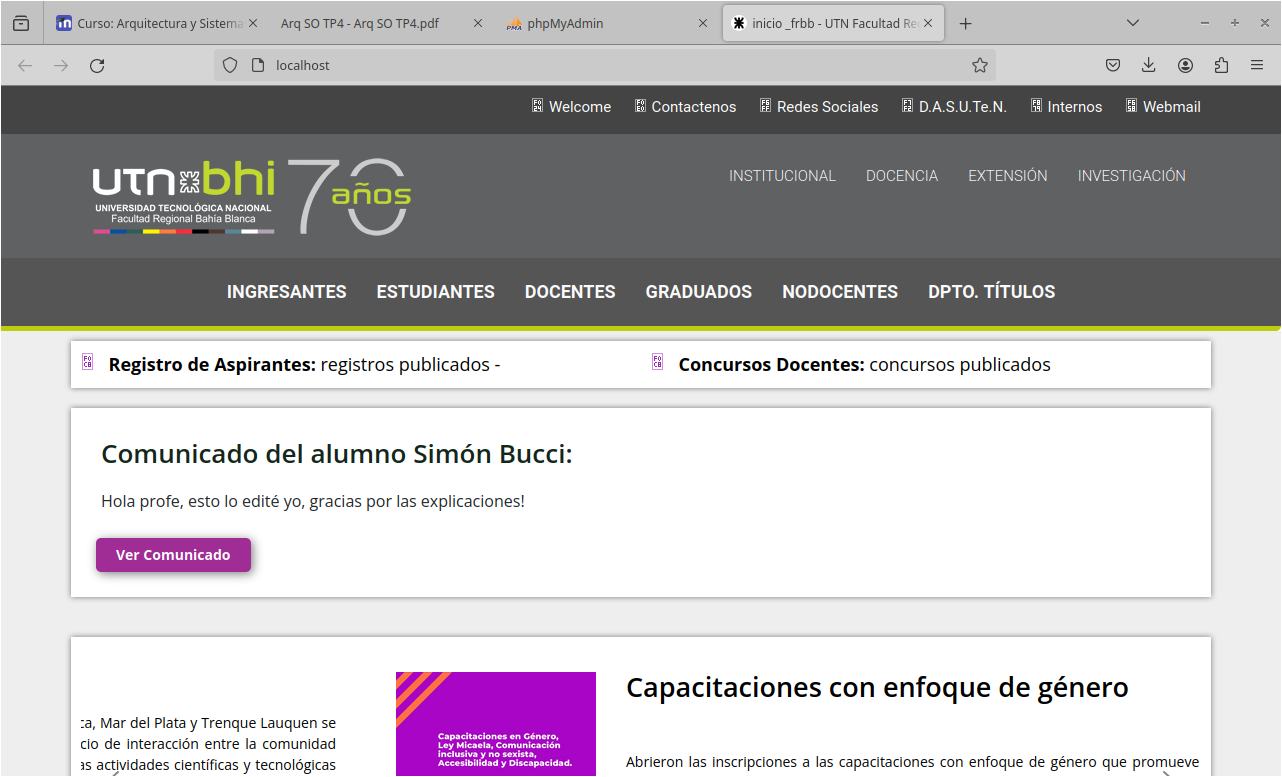 Curso: Arquitectura y Sistema
Arq SO TP4 - Arq SO TP4.pdf
phpMyAdmin
inicio _frbb - UTN Facultad Re
localhost
Welcome
Contactenos
Redes Sociales
D.A.S.U.Te.N.
Internos
Webmail
utn bhi 70 años
UNIVERSIDAD TECNOLÓGICA NACIONAL
Facultad Regional Bahía Blanca
INSTITUCIONAL
DOCENCIA
EXTENSIÓN
INVESTIGACIÓN
INGRESANTES
ESTUDIANTES
DOCENTES
GRADUADOS
NODOCENTES
DPTO. TÍTULOS
Registro de Aspirantes: registros publicados -
Concursos Docentes: concursos publicados
Comunicado del alumno Simón Bucci:
Hola profe, esto lo edité yo, gracias por las explicaciones!
Ver Comunicado
ca, Mar del Plata y Trenque Lauquen se
cio de interacción entre la comunidad
as actividades científicas y tecnológicas
Capacitaciones en Género,
Ley Micaela, Comunicación
inclusiva y no sexista,
Accesibilidad y Discapacidad.
Capacitaciones con enfoque de género
Abrieron las inscripciones a las capacitaciones con enfoque de género que promueve